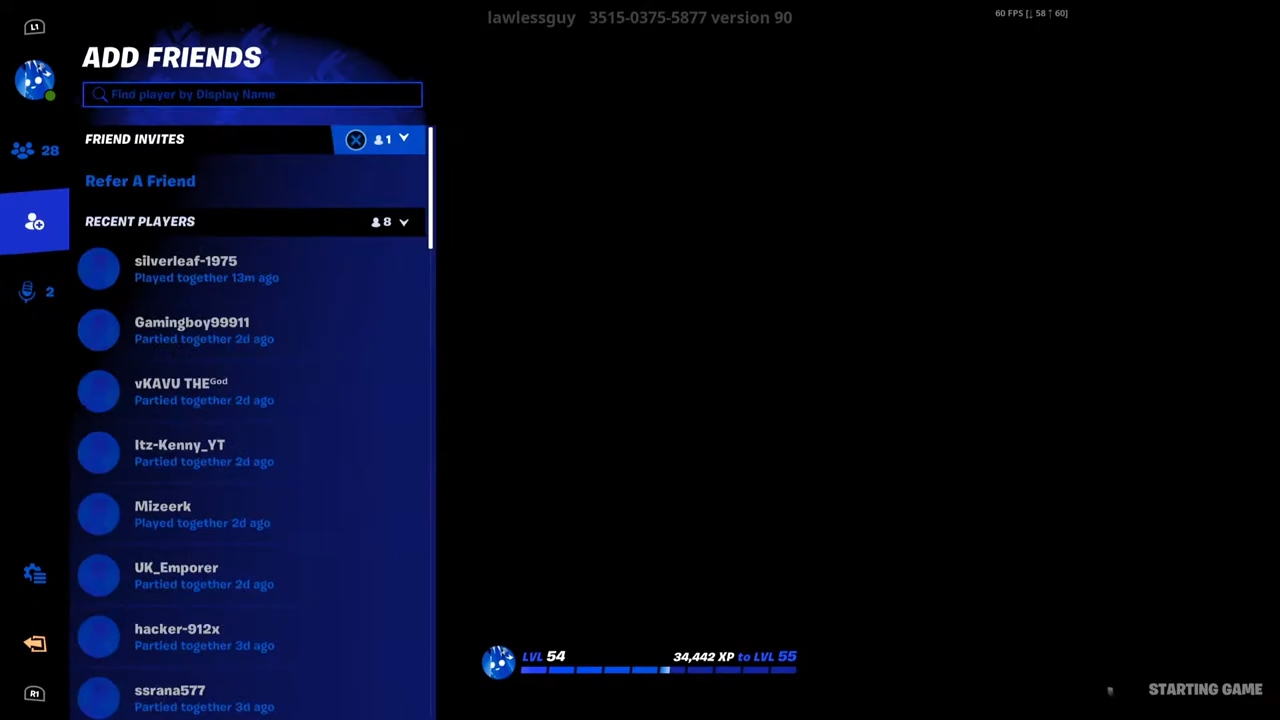 lawlessguy 3515-0375-5877 version 90
60 FPS [↓ 58 ↑ 60]
L1
ADD FRIENDS
Find player by Display Name
FRIEND INVITES
1
28
Refer A Friend
RECENT PLAYERS
8
silverleaf-1975
Played together 13m ago
2
Gamingboy99911
Partied together 2d ago
vKAVU THEᴳᵒᵈ
Partied together 2d ago
Itz-Kenny_YT
Partied together 2d ago
Mizeerk
Played together 2d ago
UK_Emporer
Partied together 2d ago
hacker-912x
Partied together 3d ago
ssrana577
Partied together 3d ago
R1
LVL 54
34,442 XP to LVL 55
STARTING GAME